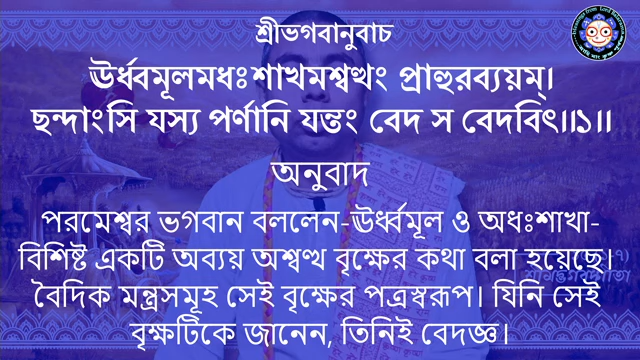 শ্রীভগবানুবাচ
ঊর্ধ্বমূলমধঃশাখমশ্বত্থং প্রাহুরব্যয়ম্।
ছন্দাংসি যস্য পর্ণানি যস্তং বেদ স বেদবিৎ॥১॥
অনুবাদ
পরমেশ্বর ভগবান বললেন-ঊর্ধ্বমূল ও অধঃশাখা-
বিশিষ্ট একটি অব্যয় অশ্বত্থ বৃক্ষের কথা বলা হয়েছে।
বৈদিক মন্ত্রসমূহ সেই বৃক্ষের পত্রস্বরূপ। যিনি সেই
বৃক্ষটিকে জানেন, তিনিই বেদজ্ঞ।